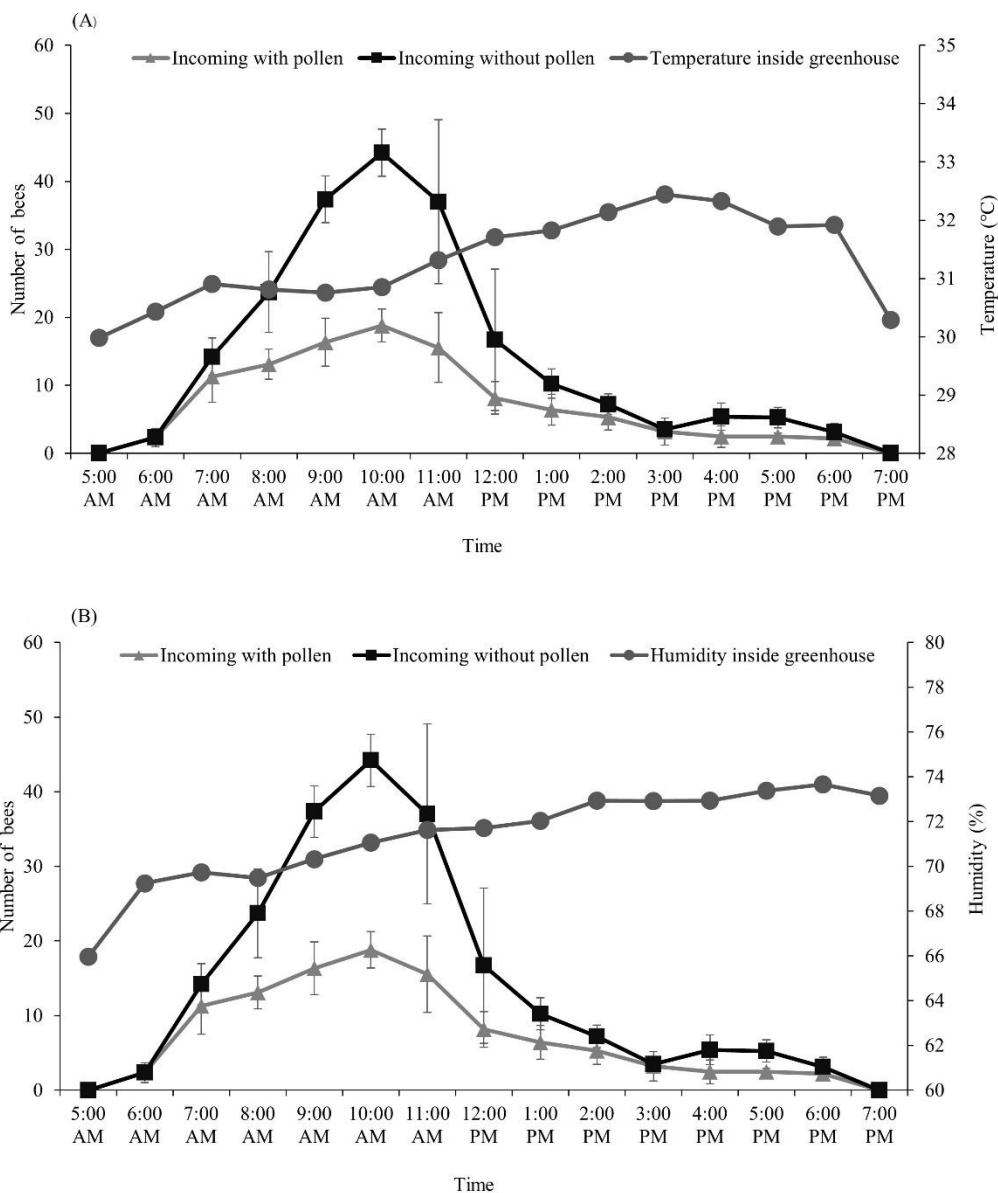 (A)
Incoming with pollen Incoming without pollen Temperature inside greenhouse
60 35
34
50
33
40
32
30
31
20
30
10
29
0 28
Number of bees
Temperature (°C)
5:00 6:00 7:00 8:00 9:00 10:00 11:00 12:00 1:00 2:00 3:00 4:00 5:00 6:00 7:00
AM AM AM AM AM AM AM PM PM PM PM PM PM PM PM
Time
(B)
Incoming with pollen Incoming without pollen Humidity inside greenhouse
60 80
78
50
76
74
40
72
30 70
68
20
66
64
10
62
0 60
Number of bees
Humidity (%)
5:00 6:00 7:00 8:00 9:00 10:00 11:00 12:00 1:00 2:00 3:00 4:00 5:00 6:00 7:00
AM AM AM AM AM AM AM PM PM PM PM PM PM PM PM
Time